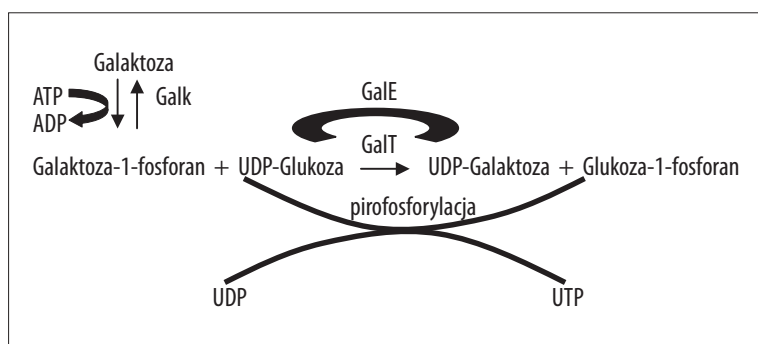 Galaktoza
ATP
Galk
GalE
ADP
GalT
Galaktoza-1-fosforan + UDP-Glukoza
UDP-Galaktoza + Glukoza-1-fosforan
pirofosforylacja
UDP
UTP